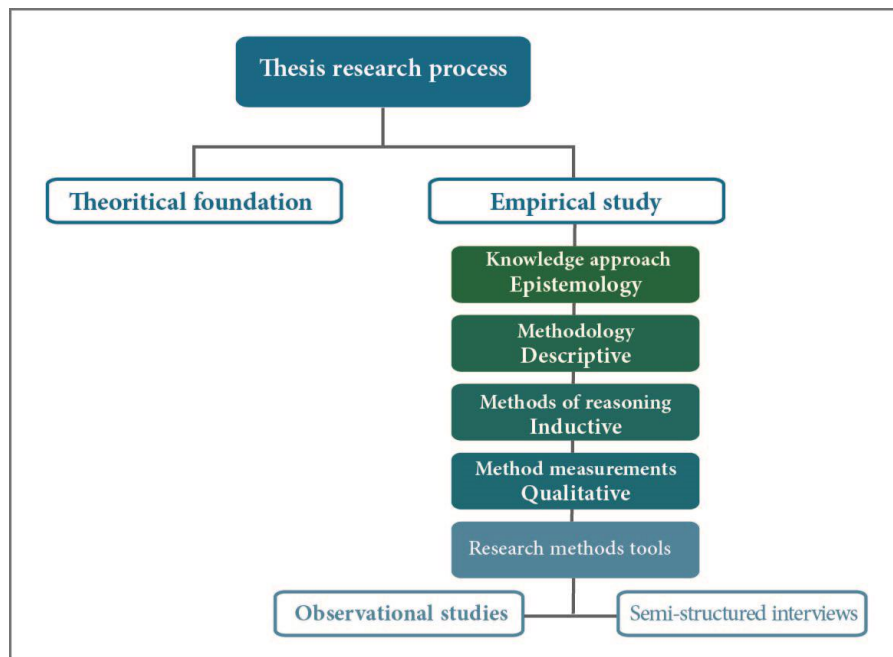 Thesis research process
Theoritical foundation
Empirical study
Knowledge approach
Epistemology
Methodology
Descriptive
Methods of reasoning
Inductive
Method measurements
Qualitative
Research methods tools
Observational studies
Semi-structured interviews